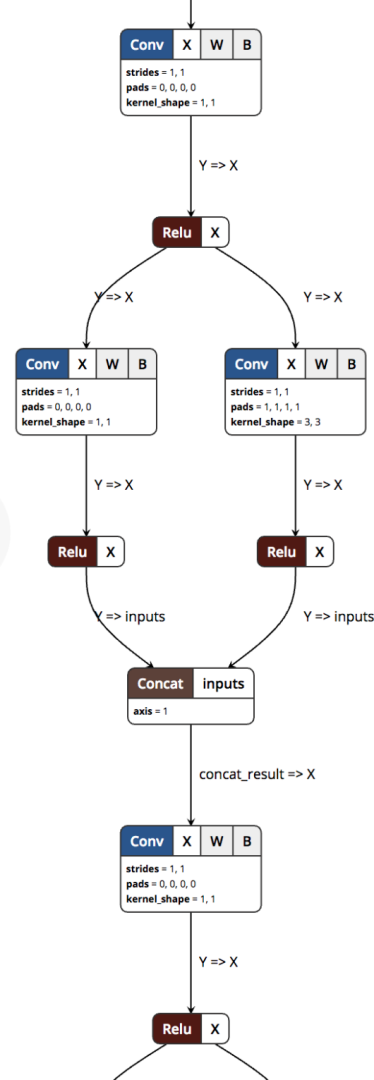 Conv X W B
strides = 1, 1
pads = 0, 0, 0, 0
kernel_shape = 1, 1
Y => X
Relu X
Y => X Y => X
Conv X W B Conv X W B
strides = 1, 1 strides = 1, 1
pads = 0, 0, 0, 0 pads = 1, 1, 1, 1
kernel_shape = 1, 1 kernel_shape = 3, 3
Y => X Y => X
Relu X Relu X
Y => inputs Y => inputs
Concat inputs
axis = 1
concat_result => X
Conv X W B
strides = 1, 1
pads = 0, 0, 0, 0
kernel_shape = 1, 1
Y => X
Relu X